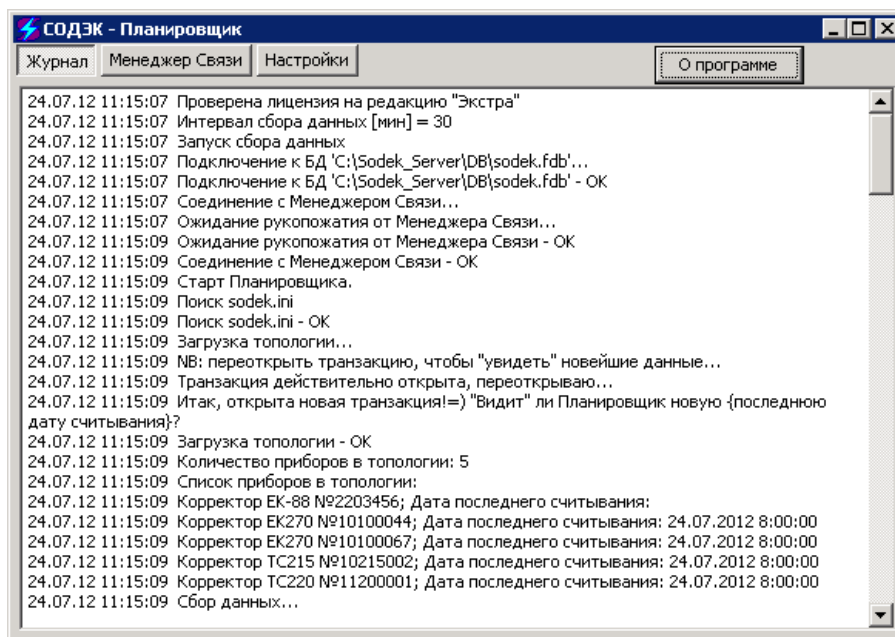 СОДЭК - Планировщик
Журнал Менеджер Связи Настройки О программе
24.07.12 11:15:07 Проверена лицензия на редакцию "Экстра"
24.07.12 11:15:07 Интервал сбора данных [мин] = 30
24.07.12 11:15:07 Запуск сбора данных
24.07.12 11:15:07 Подключение к БД 'C:\Sodek_Server\DB\sodek.fdb'...
24.07.12 11:15:07 Подключение к БД 'C:\Sodek_Server\DB\sodek.fdb' - OK
24.07.12 11:15:07 Соединение с Менеджером Связи...
24.07.12 11:15:07 Ожидание рукопожатия от Менеджера Связи...
24.07.12 11:15:09 Ожидание рукопожатия от Менеджера Связи - OK
24.07.12 11:15:09 Соединение с Менеджером Связи - OK
24.07.12 11:15:09 Старт Планировщика.
24.07.12 11:15:09 Поиск sodek.ini
24.07.12 11:15:09 Поиск sodek.ini - OK
24.07.12 11:15:09 Загрузка топологии...
24.07.12 11:15:09 NB: переоткрыть транзакцию, чтобы "увидеть" новейшие данные...
24.07.12 11:15:09 Транзакция действительно открыта, переоткрываю...
24.07.12 11:15:09 Итак, открыта новая транзакция!=) "Видит" ли Планировщик новую {последнюю
дату считывания}?
24.07.12 11:15:09 Загрузка топологии - OK
24.07.12 11:15:09 Количество приборов в топологии: 5
24.07.12 11:15:09 Список приборов в топологии:
24.07.12 11:15:09 Корректор ЕК-88 №2203456; Дата последнего считывания:
24.07.12 11:15:09 Корректор ЕК270 №10100044; Дата последнего считывания: 24.07.2012 8:00:00
24.07.12 11:15:09 Корректор ЕК270 №10100067; Дата последнего считывания: 24.07.2012 8:00:00
24.07.12 11:15:09 Корректор ТС215 №10215002; Дата последнего считывания: 24.07.2012 8:00:00
24.07.12 11:15:09 Корректор ТС220 №11200001; Дата последнего считывания: 24.07.2012 8:00:00
24.07.12 11:15:09 Сбор данных...